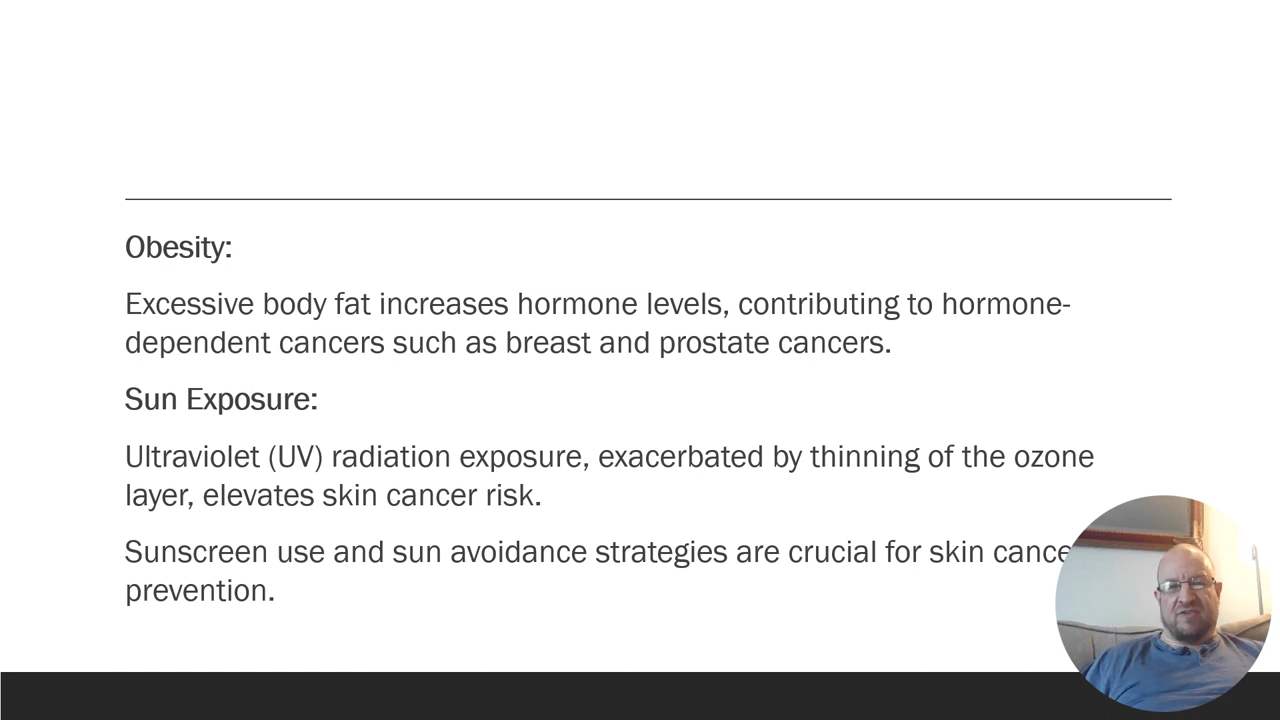 Obesity:
Excessive body fat increases hormone levels, contributing to hormone-
dependent cancers such as breast and prostate cancers.
Sun Exposure:
Ultraviolet (UV) radiation exposure, exacerbated by thinning of the ozone
layer, elevates skin cancer risk.
Sunscreen use and sun avoidance strategies are crucial for skin
prevention.